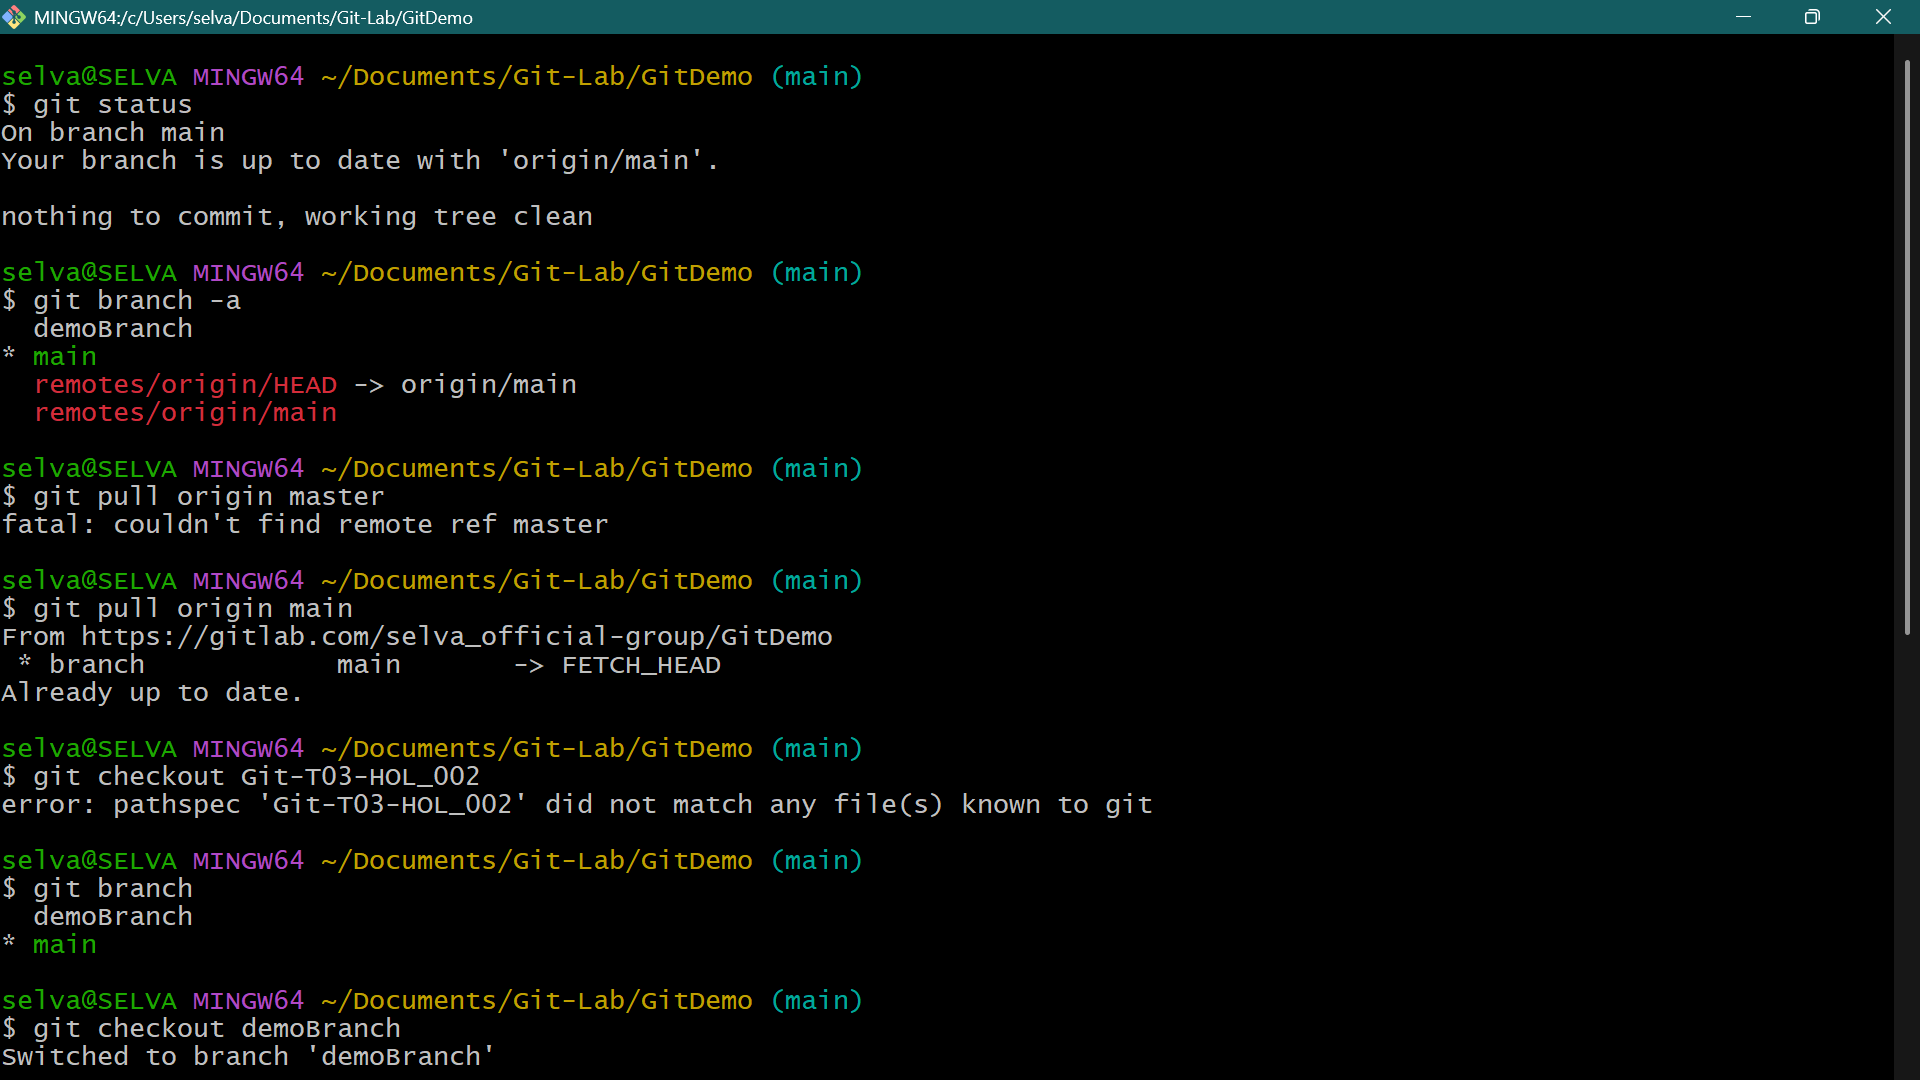 MINGW64:/c/Users/selva/Documents/Git-Lab/GitDemo
selva@SELVA MINGW64 ~/Documents/Git-Lab/GitDemo (main)
$ git status
On branch main
Your branch is up to date with 'origin/main'.
nothing to commit, working tree clean
selva@SELVA MINGW64 ~/Documents/Git-Lab/GitDemo (main)
$ git branch -a
  demoBranch
* main
  remotes/origin/HEAD -> origin/main
  remotes/origin/main
selva@SELVA MINGW64 ~/Documents/Git-Lab/GitDemo (main)
$ git pull origin master
fatal: couldn't find remote ref master
selva@SELVA MINGW64 ~/Documents/Git-Lab/GitDemo (main)
$ git pull origin main
From https://gitlab.com/selva_official-group/GitDemo
 * branch            main       -> FETCH_HEAD
Already up to date.
selva@SELVA MINGW64 ~/Documents/Git-Lab/GitDemo (main)
$ git checkout Git-T03-HOL_002
error: pathspec 'Git-T03-HOL_002' did not match any file(s) known to git
selva@SELVA MINGW64 ~/Documents/Git-Lab/GitDemo (main)
$ git branch
  demoBranch
* main
selva@SELVA MINGW64 ~/Documents/Git-Lab/GitDemo (main)
$ git checkout demoBranch
Switched to branch 'demoBranch'